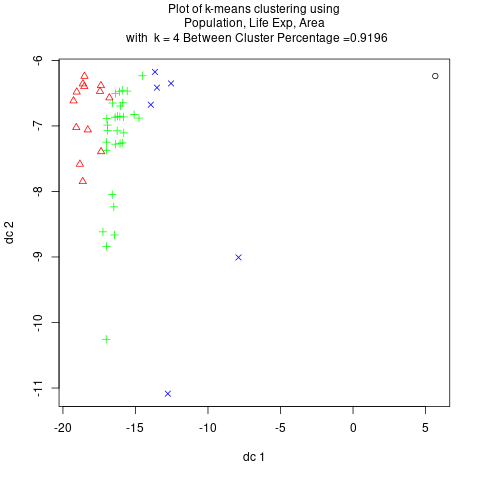 Plot of k-means clustering using
Population, Life Exp, Area
with  k = 4 Between Cluster Percentage =0.9196
-6
-7
-8
-9
-10
-11
dc 2
-20
-15
-10
-5
0
5
dc 1